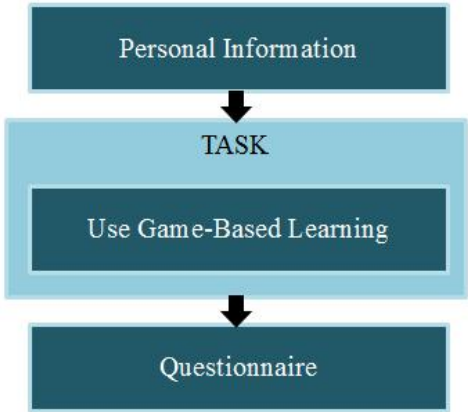 Personal Information
TASK
Use Game-Based Learning
Questionnaire